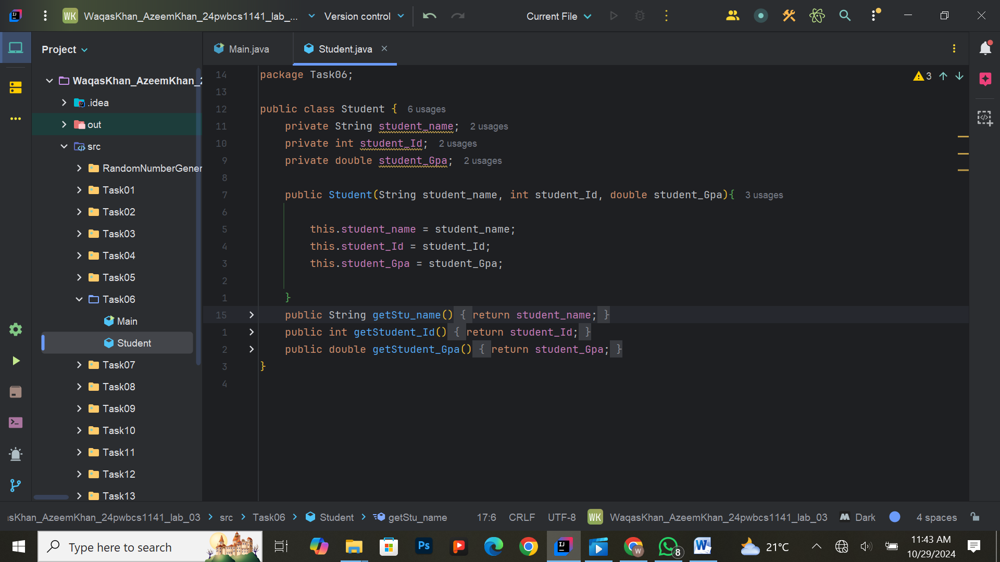 WK WaqasKhan_AzeemKhan_24pwbcs1141_lab_... Version control Current File
Project
Main.java Student.java
WaqasKhan_AzeemKhan_2
.idea
out
src
RandomNumberGener
Task01
Task02
Task03
Task04
Task05
Task06
Main
Student
Task07
Task08
Task09
Task10
Task11
Task12
Task13
3
14 package Task06;
13
12 public class Student { 6 usages
11 private String student_name; 2 usages
10 private int student_Id; 2 usages
9 private double student_Gpa; 2 usages
8
7 public Student(String student_name, int student_Id, double student_Gpa){ 3 usages
6
5 this.student_name = student_name;
4 this.student_Id = student_Id;
3 this.student_Gpa = student_Gpa;
2
1 }
15 public String getStu_name() { return student_name; }
1 public int getStudent_Id() { return student_Id; }
2 public double getStudent_Gpa() { return student_Gpa; }
3 }
4
sKhan_AzeemKhan_24pwbcs1141_lab_03 > src > Task06 > Student > getStu_name 17:6 CRLF UTF-8 WK WaqasKhan_AzeemKhan_24pwbcs1141_lab_03 Dark 4 spaces
Type here to search Ps IJ W W 8 21°C 11:43 AM
10/29/2024